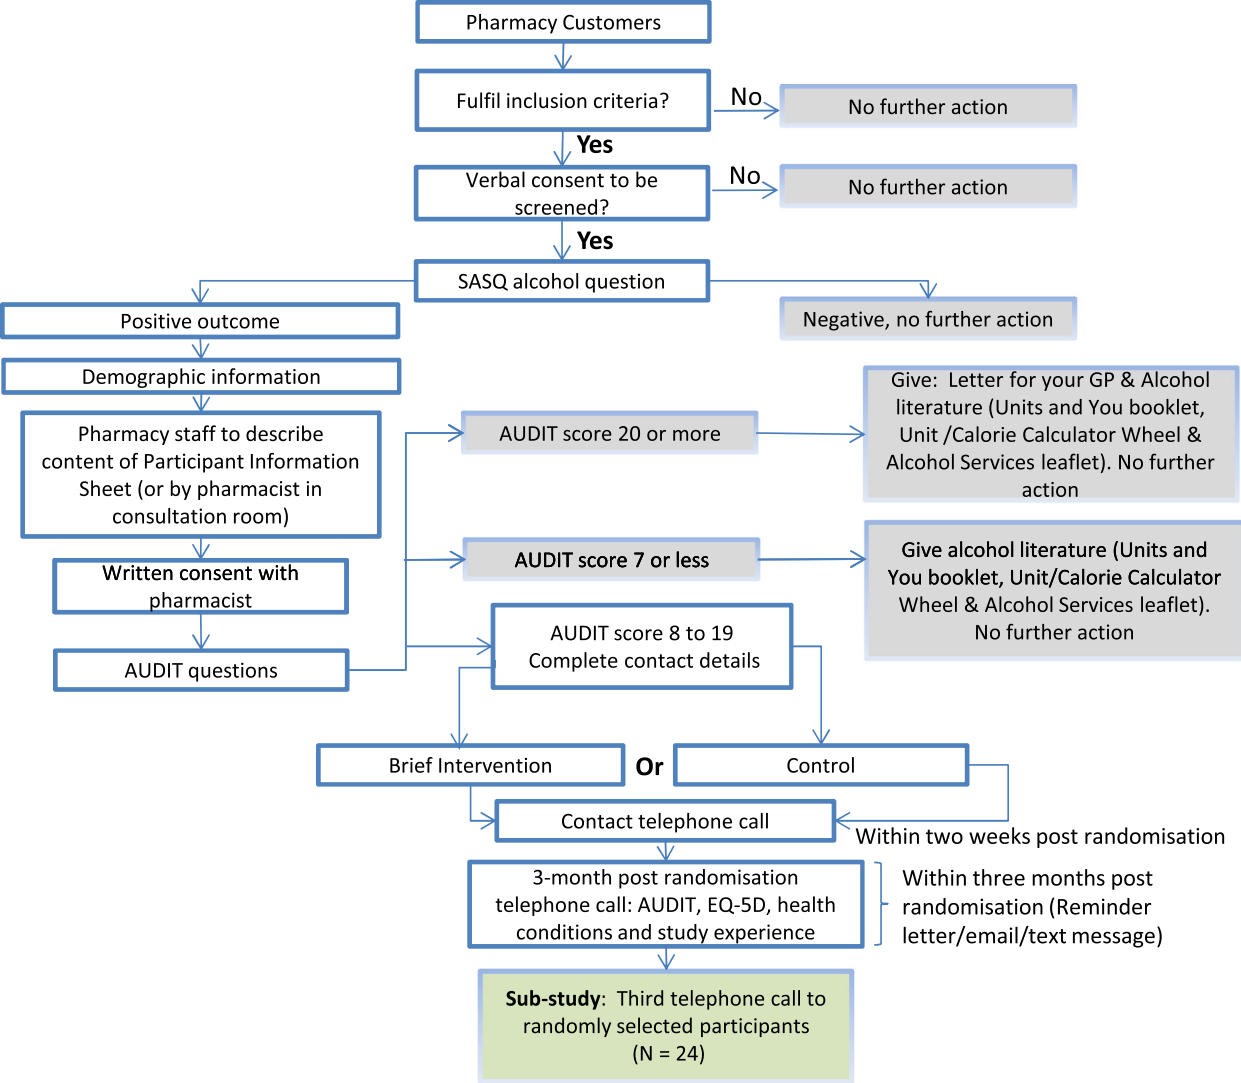 Pharmacy Customers
Fulfil inclusion criteria?
No
No further action
Yes
Verbal consent to be
screened?
No
No further action
Yes
SASQ alcohol question
Positive outcome
Negative, no further action
Demographic information
Pharmacy staff to describe
content of Participant Information
Sheet (or by pharmacist in
consultation room)
Written consent with
pharmacist
AUDIT questions
AUDIT score 20 or more
Give:  Letter for your GP & Alcohol
literature (Units and You booklet,
Unit /Calorie Calculator Wheel &
Alcohol Services leaflet). No further
action
AUDIT score 7 or less
Give alcohol literature (Units and
You booklet, Unit/Calorie Calculator
Wheel & Alcohol Services leaflet).
No further action
AUDIT score 8 to 19
Complete contact details
Brief Intervention
Or
Control
Contact telephone call
Within two weeks post randomisation
3-month post randomisation
telephone call: AUDIT, EQ-5D, health
conditions and study experience
Within three months post
randomisation (Reminder
letter/email/text message)
Sub-study:  Third telephone call to
randomly selected participants
(N = 24)